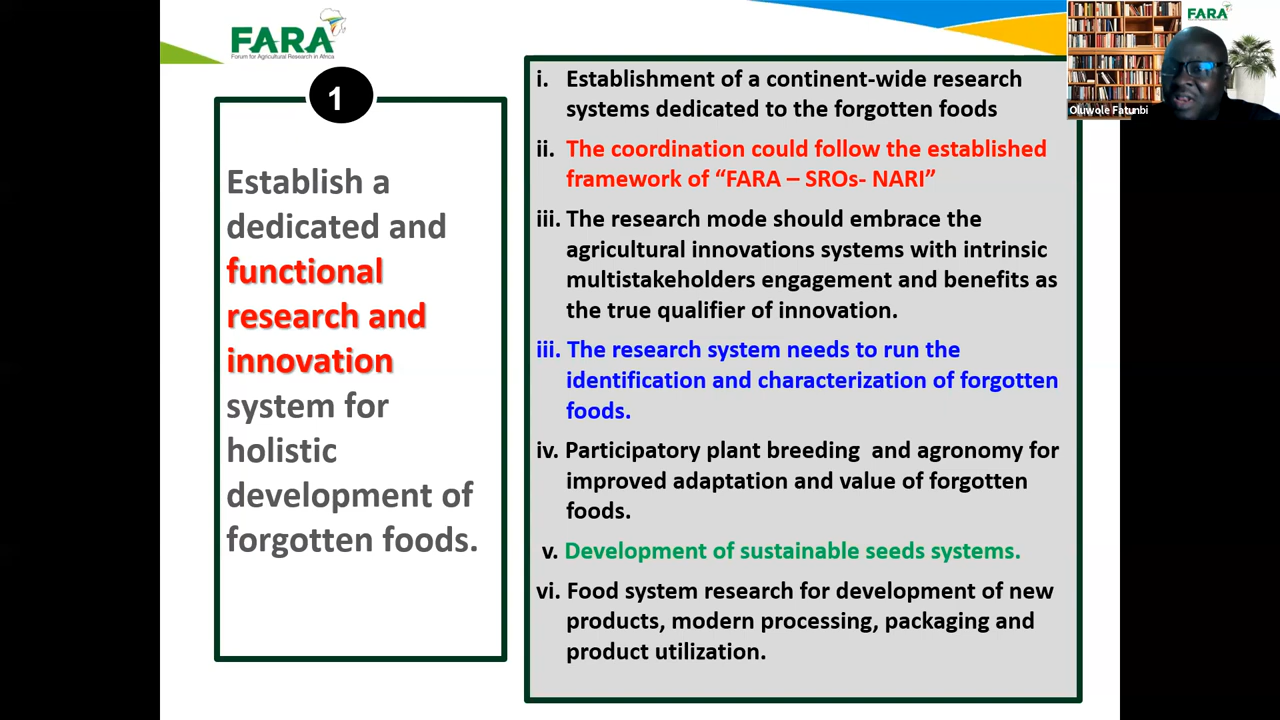 FARA
Forum for Agricultural Research in Africa
1
Establish a
dedicated and
functional
research and
innovation
system for
holistic
development of
forgotten foods.
i. Establishment of a continent-wide research
systems dedicated to the forgotten foods
ii. The coordination could follow the established
framework of “FARA – SROs- NARI”
iii. The research mode should embrace the
agricultural innovations systems with intrinsic
multistakeholders engagement and benefits as
the true qualifier of innovation.
iii. The research system needs to run the
identification and characterization of forgotten
foods.
iv. Participatory plant breeding and agronomy for
improved adaptation and value of forgotten
foods.
v. Development of sustainable seeds systems.
vi. Food system research for development of new
products, modern processing, packaging and
product utilization.
FARA
Oluwole Fatunbi